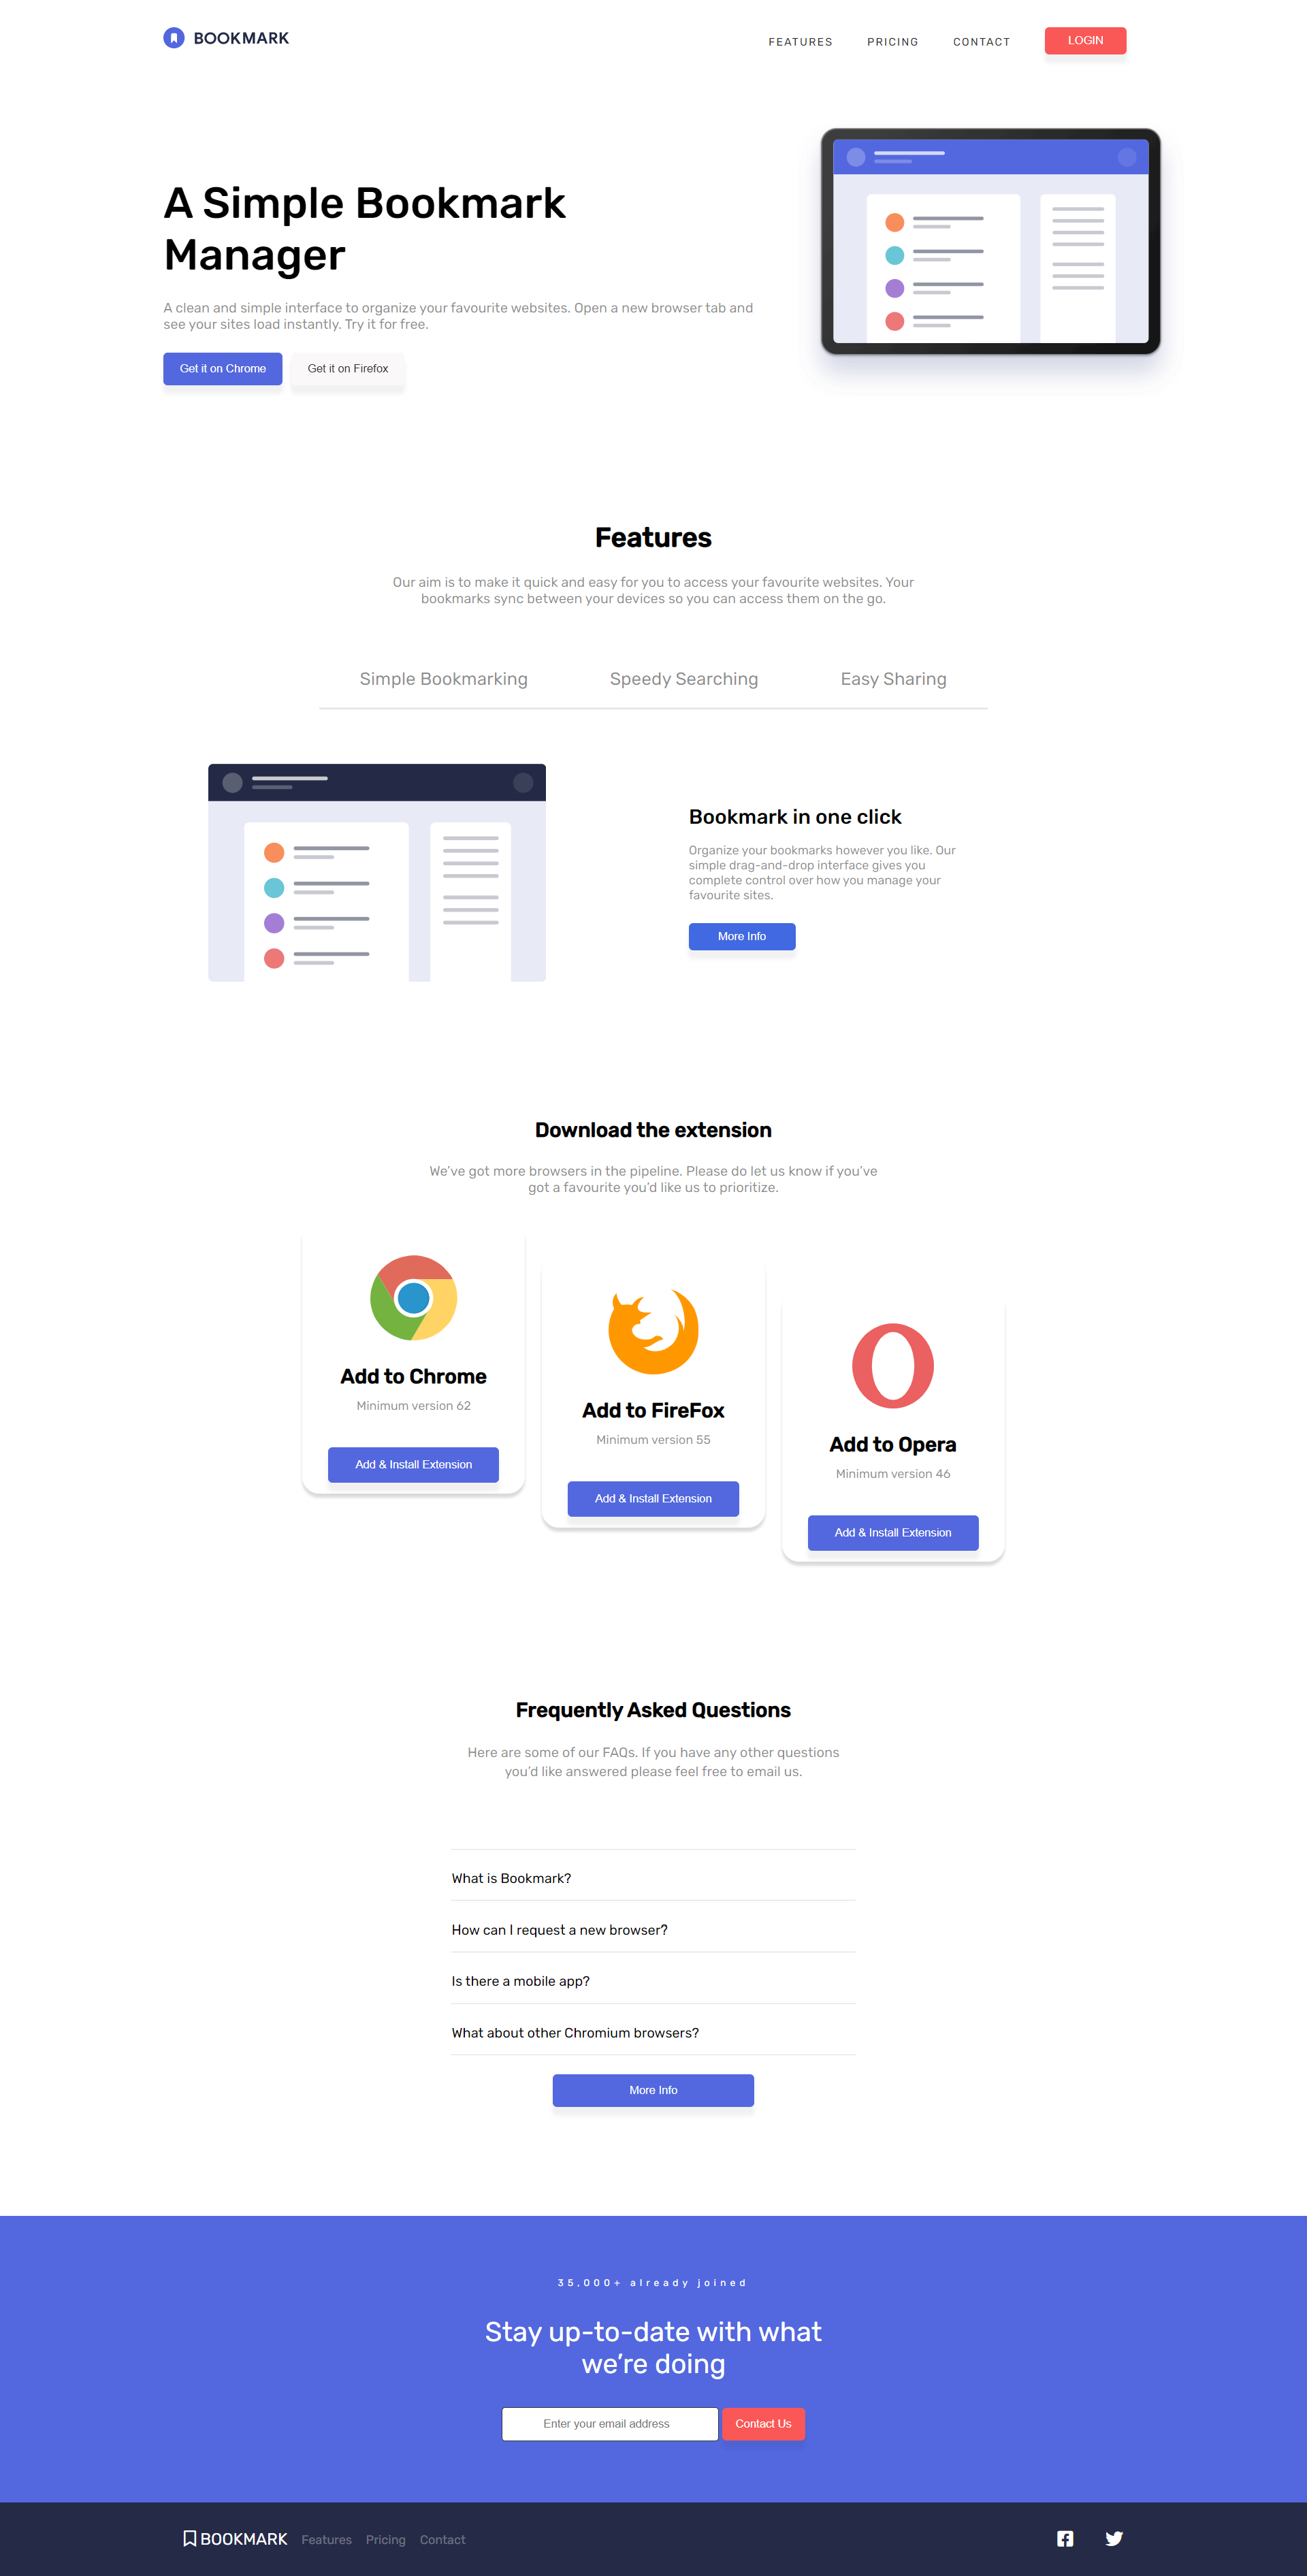 BOOKMARK
FEATURES PRICING CONTACT LOGIN
A Simple Bookmark
Manager
A clean and simple interface to organize your favourite websites. Open a new browser tab and
see your sites load instantly. Try it for free.
Get it on Chrome Get it on Firefox
Features
Our aim is to make it quick and easy for you to access your favourite websites. Your
bookmarks sync between your devices so you can access them on the go.
Simple Bookmarking Speedy Searching Easy Sharing
Bookmark in one click
Organize your bookmarks however you like. Our
simple drag-and-drop interface gives you
complete control over how you manage your
favourite sites.
More Info
Download the extension
We've got more browsers in the pipeline. Please do let us know if you've
got a favourite you'd like us to prioritize.
Add to Chrome
Minimum version 62
Add & Install Extension
Add to FireFox
Minimum version 55
Add & Install Extension
Add to Opera
Minimum version 46
Add & Install Extension
Frequently Asked Questions
Here are some of our FAQs. If you have any other questions
you'd like answered please feel free to email us.
What is Bookmark?
How can I request a new browser?
Is there a mobile app?
What about other Chromium browsers?
More Info
35,000+ already joined
Stay up-to-date with what
we're doing
Enter your email address Contact Us
BOOKMARK Features Pricing Contact